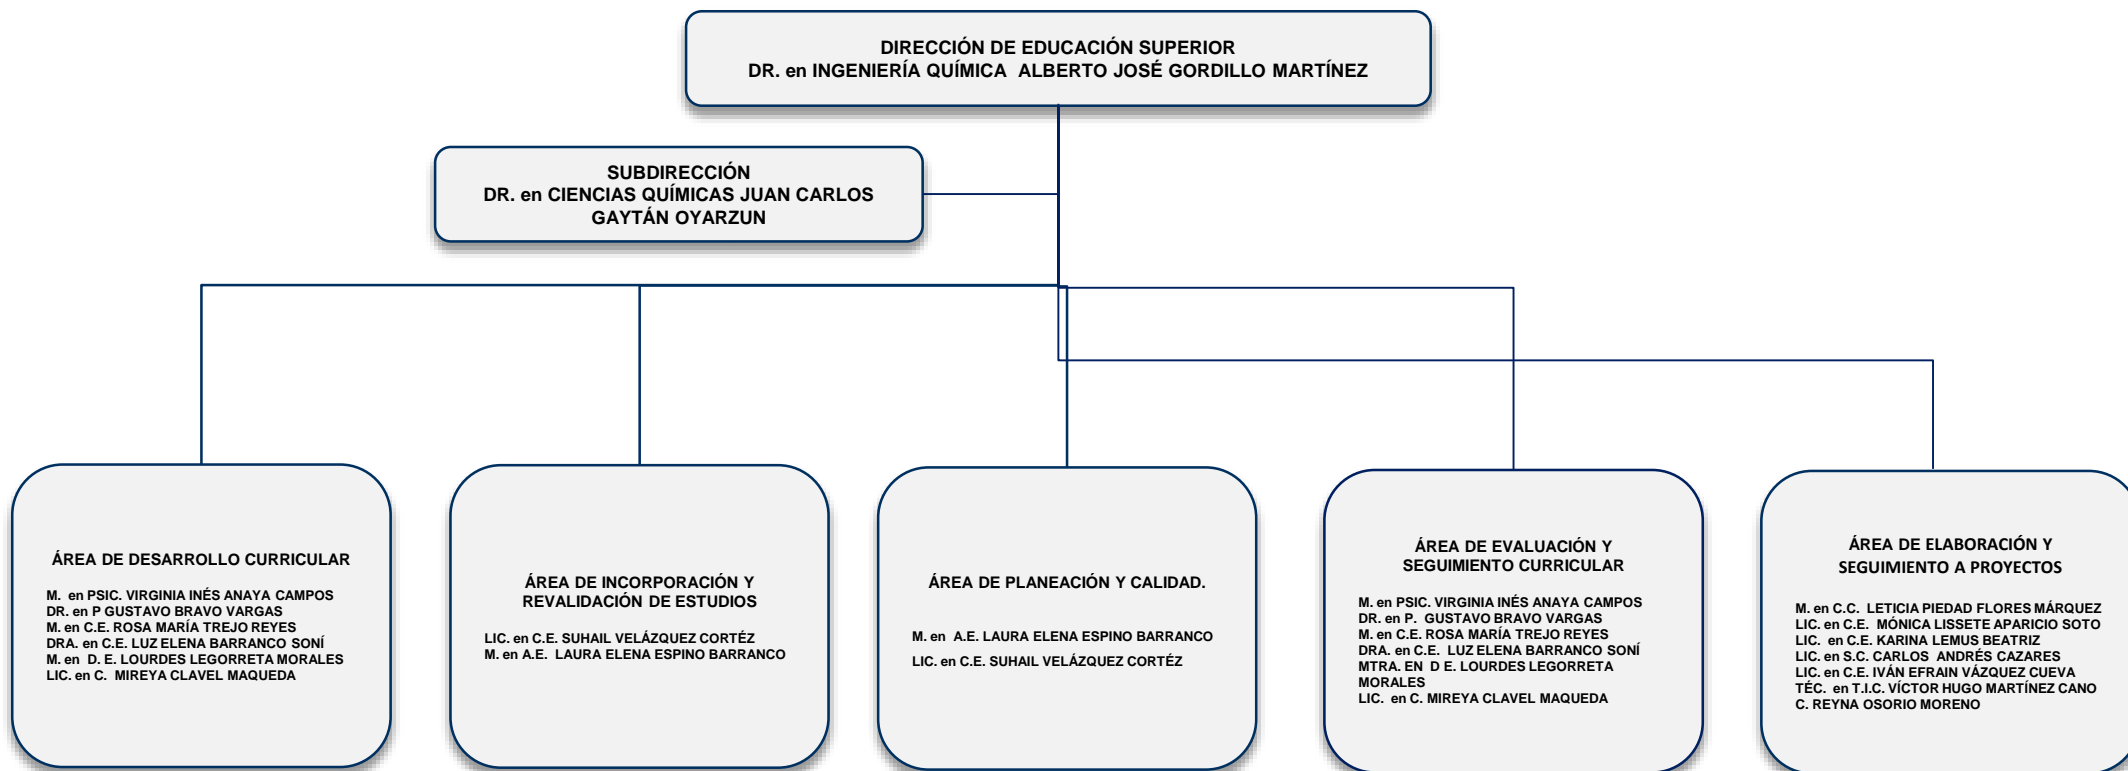 DIRECCIÓN DE EDUCACIÓN SUPERIOR
DR. en INGENIERÍA QUÍMICA  ALBERTO JOSÉ GORDILLO MARTÍNEZ
SUBDIRECCIÓN
DR. en CIENCIAS QUÍMICAS JUAN CARLOS
GAYTÁN OYARZUN
ÁREA DE DESARROLLO CURRICULAR
M.  en PSIC. VIRGINIA INÉS ANAYA CAMPOS
DR. en P GUSTAVO BRAVO VARGAS
M. en C.E. ROSA MARÍA TREJO REYES
DRA. en C.E. LUZ ELENA BARRANCO SONÍ
M. en  D. E. LOURDES LEGORRETA MORALES
LIC. en C.  MIREYA CLAVEL MAQUEDA
ÁREA DE INCORPORACIÓN Y
REVALIDACIÓN DE ESTUDIOS
LIC. en C.E. SUHAIL VELÁZQUEZ CORTÉZ
M. en A.E.  LAURA ELENA ESPINO BARRANCO
ÁREA DE PLANEACIÓN Y CALIDAD.
M. en  A.E. LAURA ELENA ESPINO BARRANCO
LIC. en C.E. SUHAIL VELÁZQUEZ CORTÉZ
ÁREA DE EVALUACIÓN Y
SEGUIMIENTO CURRICULAR
M. en PSIC. VIRGINIA INÉS ANAYA CAMPOS
DR. en P.  GUSTAVO BRAVO VARGAS
M. en C.E. ROSA MARÍA TREJO REYES
DRA. en C.E.  LUZ ELENA BARRANCO SONÍ
MTRA. EN  D E. LOURDES LEGORRETA
MORALES
LIC.  en C. MIREYA CLAVEL MAQUEDA
ÁREA DE ELABORACIÓN Y
SEGUIMIENTO A PROYECTOS
M. en C.C.  LETICIA PIEDAD FLORES MÁRQUEZ
LIC. en C.E.  MÓNICA LISSETE APARICIO SOTO
LIC.  en C.E. KARINA LEMUS BEATRIZ
LIC. en S.C. CARLOS  ANDRÉS CAZARES
LIC. en C.E. IVÁN EFRAIN VÁZQUEZ CUEVA
TÉC.  en T.I.C. VÍCTOR HUGO MARTÍNEZ CANO
C. REYNA OSORIO MORENO